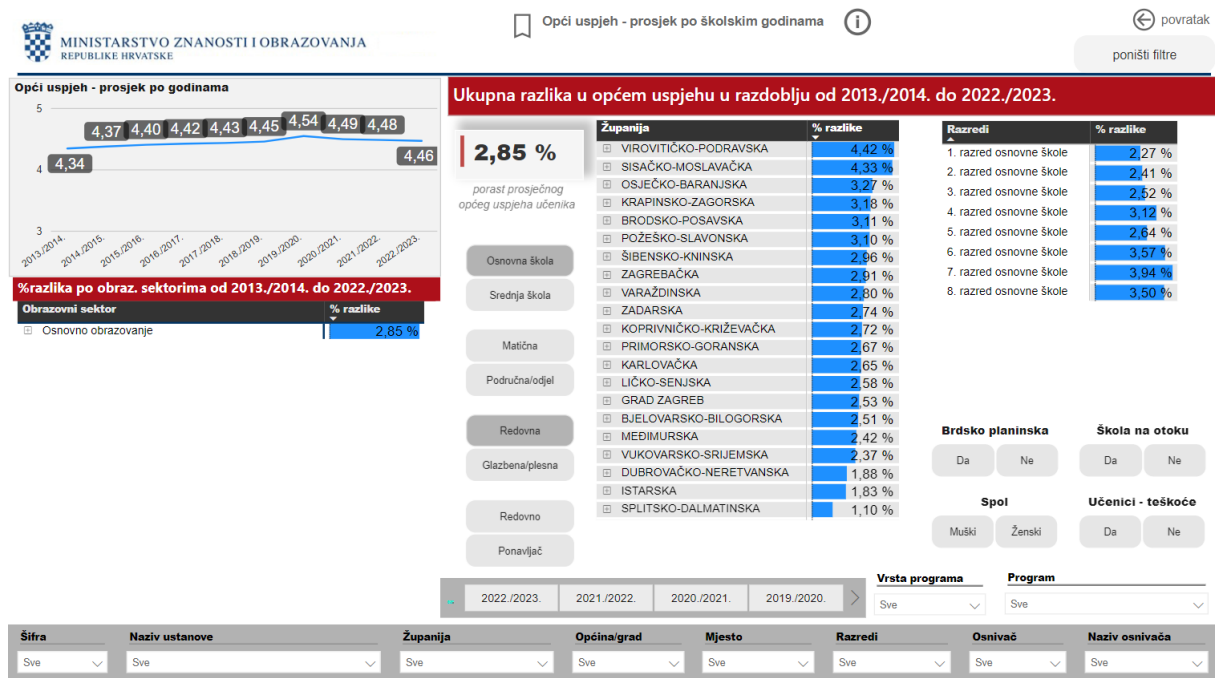 MINISTARSTVO ZNANOSTI I OBRAZOVANJA
REPUBLIKE HRVATSKE
Opći uspjeh - prosjek po školskim godinama
povratak
poništi filtre
Opći uspjeh - prosjek po godinama
5
4,34 4,37 4,40 4,42 4,43 4,45 4,54 4,49 4,48 4,46
4
3
2013./2014. 2014./2015. 2015./2016. 2016./2017. 2017./2018. 2018./2019. 2019./2020. 2020./2021. 2021./2022. 2022./2023.
%razlika po obraz. sektorima od 2013./2014. do 2022./2023.
Obrazovni sektor % razlike
Osnovno obrazovanje 2,85 %
Ukupna razlika u općem uspjehu u razdoblju od 2013./2014. do 2022./2023.
2,85 %
porast prosječnog
općeg uspjeha učenika
Osnovna škola
Srednja škola
Matična
Područna/odjel
Redovna
Glazbena/plesna
Redovno
Ponavljač
Županija % razlike
VIROVITIČKO-PODRAVSKA 4,42 %
SISAČKO-MOSLAVAČKA 4,33 %
OSJEČKO-BARANJSKA 3,27 %
KRAPINSKO-ZAGORSKA 3,18 %
BRODSKO-POSAVSKA 3,11 %
POŽEŠKO-SLAVONSKA 3,10 %
ŠIBENSKO-KNINSKA 2,96 %
ZAGREBAČKA 2,91 %
VARAŽDINSKA 2,80 %
ZADARSKA 2,74 %
KOPRIVNIČKO-KRIŽEVAČKA 2,72 %
PRIMORSKO-GORANSKA 2,67 %
KARLOVAČKA 2,65 %
LIČKO-SENJSKA 2,58 %
GRAD ZAGREB 2,53 %
BJELOVARSKO-BILOGORSKA 2,51 %
MEĐIMURSKA 2,42 %
VUKOVARSKO-SRIJEMSKA 2,37 %
DUBROVAČKO-NERETVANSKA 1,88 %
ISTARSKA 1,83 %
SPLITSKO-DALMATINSKA 1,10 %
Razredi % razlike
1. razred osnovne škole 2,27 %
2. razred osnovne škole 2,41 %
3. razred osnovne škole 2,52 %
4. razred osnovne škole 3,12 %
5. razred osnovne škole 2,64 %
6. razred osnovne škole 3,57 %
7. razred osnovne škole 3,94 %
8. razred osnovne škole 3,50 %
Brdsko planinska Škola na otoku
Da Ne Da Ne
Spol Učenici - teškoće
Muški Ženski Da Ne
2022./2023. 2021./2022. 2020./2021. 2019./2020.
Vrsta programa Program
Sve Sve
Šifra Naziv ustanove Županija Općina/grad Mjesto Razredi Osnivač Naziv osnivača
Sve Sve Sve Sve Sve Sve Sve Sve